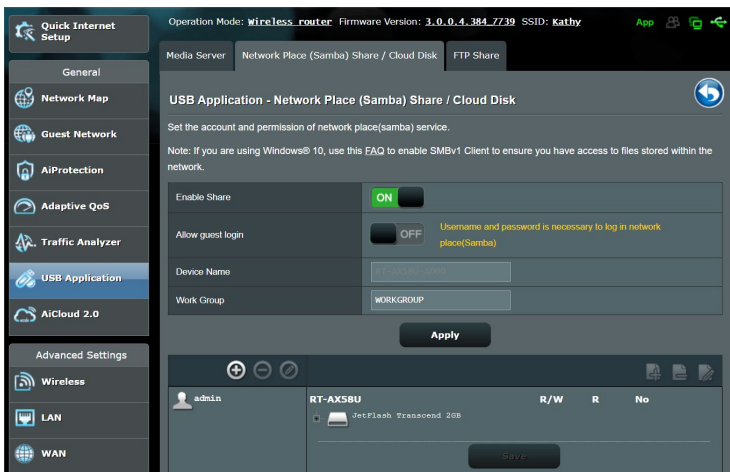 Quick Internet
Setup
Operation Mode: Wireless router Firmware Version: 3.0.0.4.384_7739 SSID: Kathy
App
Media Server
Network Place (Samba) Share / Cloud Disk
FTP Share
General
Network Map
Guest Network
AiProtection
Adaptive QoS
Traffic Analyzer
USB Application
AiCloud 2.0
Advanced Settings
Wireless
LAN
WAN
USB Application - Network Place (Samba) Share / Cloud Disk
Set the account and permission of network place(samba) service.
Note: If you are using Windows® 10, use this FAQ to enable SMBv1 Client to ensure you have access to files stored within the
network.
Enable Share
ON
Allow guest login
OFF
Username and password is necessary to log in network
place(Samba)
Device Name
Work Group
WORKGROUP
Apply
admin
RT-AX58U
R/W
R
No
JetFlash Transcend 2GB
Save